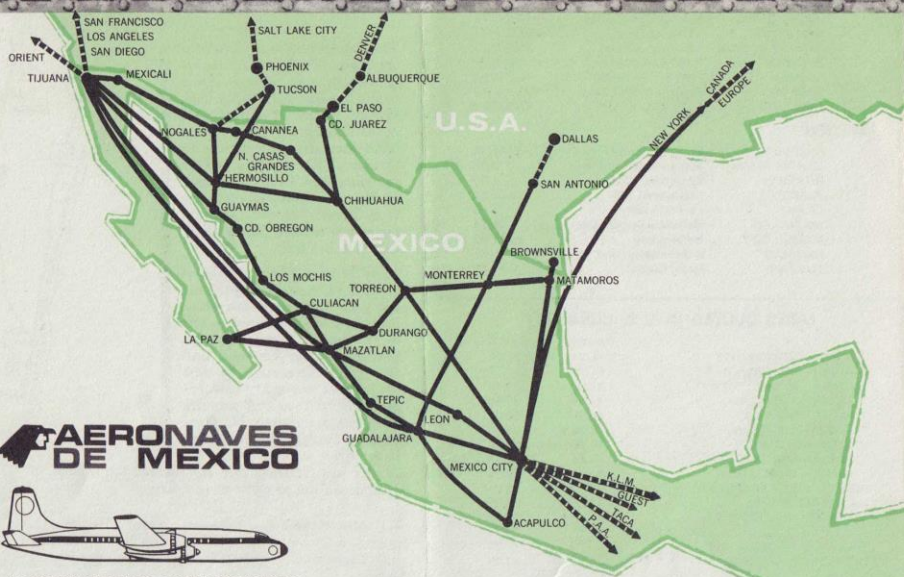 SAN FRANCISCO
LOS ANGELES
SAN DIEGO
ORIENT
TIJUANA
MEXICALI
SALT LAKE CITY
PHOENIX
TUCSON
DENVER
ALBUQUERQUE
EL PASO
CD. JUAREZ
NOGALES
CANANEA
N. CASAS
GRANDES
HERMOSILLO
GUAYMAS
CD. OBREGON
CHIHUAHUA
U.S.A.
DALLAS
SAN ANTONIO
NEW YORK
CANADA
EUROPE
MEXICO
BROWNSVILLE
MONTERREY
MATAMOROS
LOS MOCHIS
TORREON
CULIACAN
LA PAZ
DURANGO
MAZATLAN
TEPIC
LEON
GUADALAJARA
MEXICO CITY
ACAPULCO
K.L.M.
GUEST
TACA
P.A.A.
AERONAVES
DE MEXICO